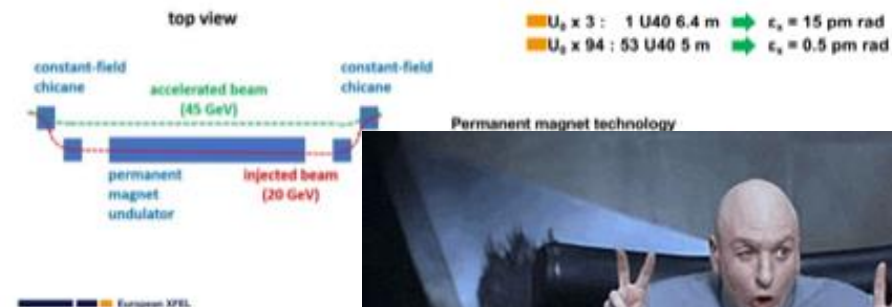 top view
constant-field
chicane
accelerated beam
(45 GeV)
constant-field
chicane
permanent
magnet
undulator
injected beam
(20 GeV)
U₀ x 3 : 1 U40 6.4 m ➡ εₓ = 15 pm rad
U₀ x 94 : 53 U40 5 m ➡ εₓ = 0.5 pm rad
Permanent magnet technology
European XFEL